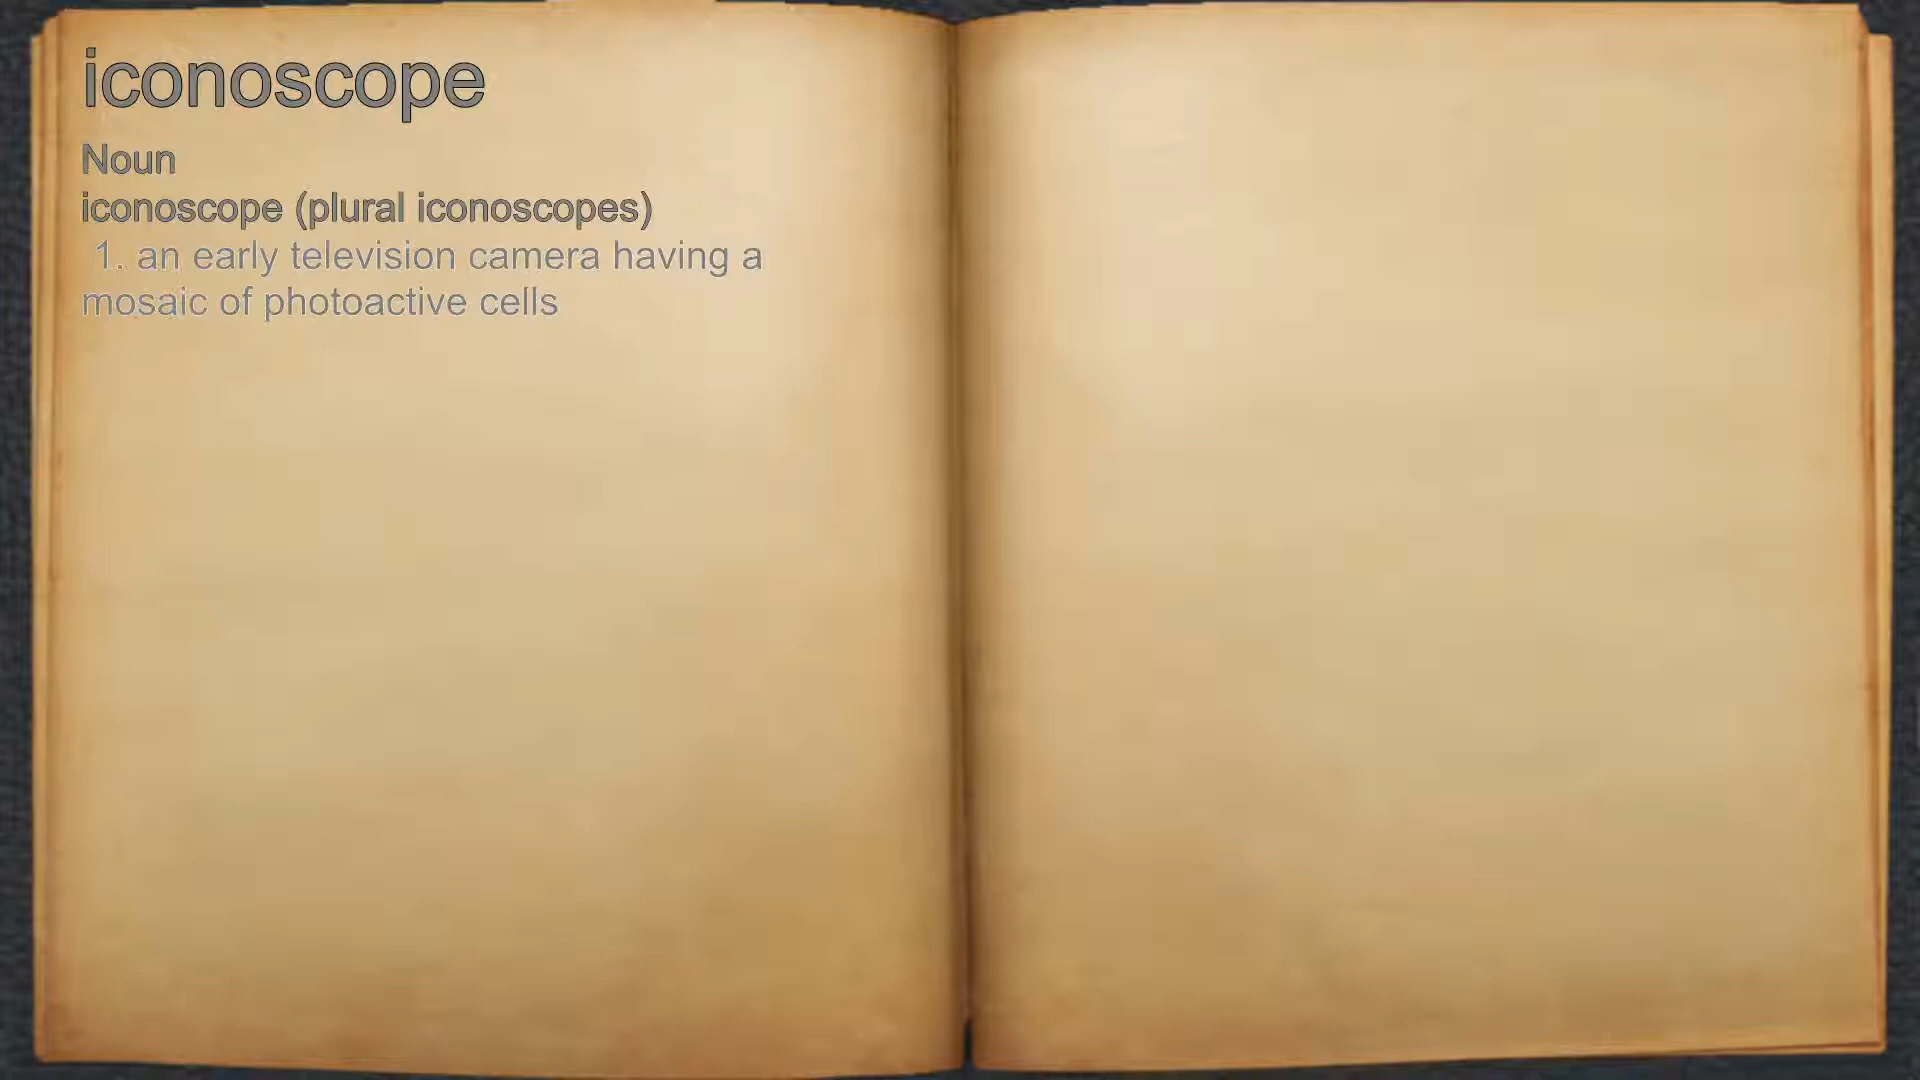 iconoscope
Noun
iconoscope (plural iconoscopes)
1. an early television camera having a
mosaic of photoactive cells